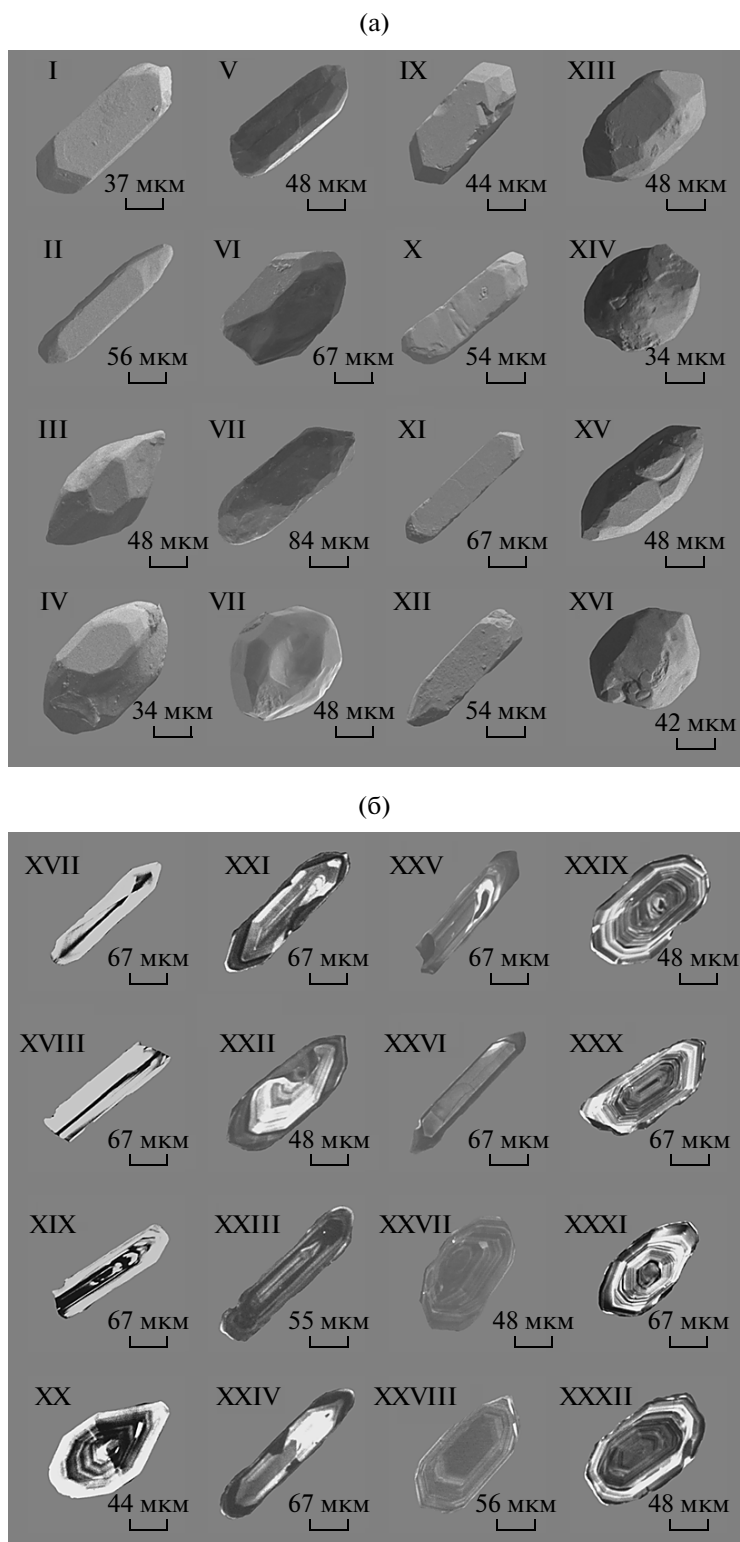 (а)
I V IX XIII
37 мкм 48 мкм 44 мкм 48 мкм
II VI X XIV
56 мкм 67 мкм 54 мкм 34 мкм
III VII XI XV
48 мкм 84 мкм 67 мкм 48 мкм
IV VII XII XVI
34 мкм 48 мкм 54 мкм 42 мкм
(б)
XVII XXI XXV XXIX
67 мкм 67 мкм 67 мкм 48 мкм
XVIII XXII XXVI XXX
67 мкм 48 мкм 67 мкм 67 мкм
XIX XXIII XXVII XXXI
67 мкм 55 мкм 48 мкм 67 мкм
XX XXIV XXVIII XXXII
44 мкм 67 мкм 56 мкм 48 мкм